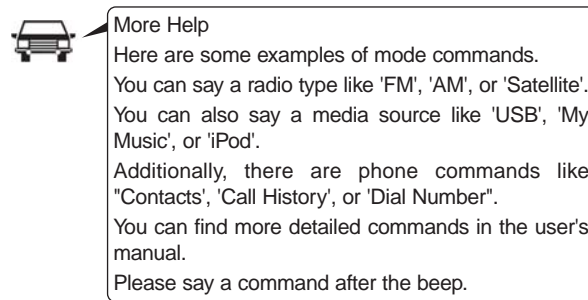 More Help
Here are some examples of mode commands.
You can say a radio type like 'FM', 'AM', or 'Satellite'.
You can also say a media source like 'USB', 'My
Music', or 'iPod'.
Additionally, there are phone commands like
"Contacts', 'Call History', or 'Dial Number".
You can find more detailed commands in the user's
manual.
Please say a command after the beep.